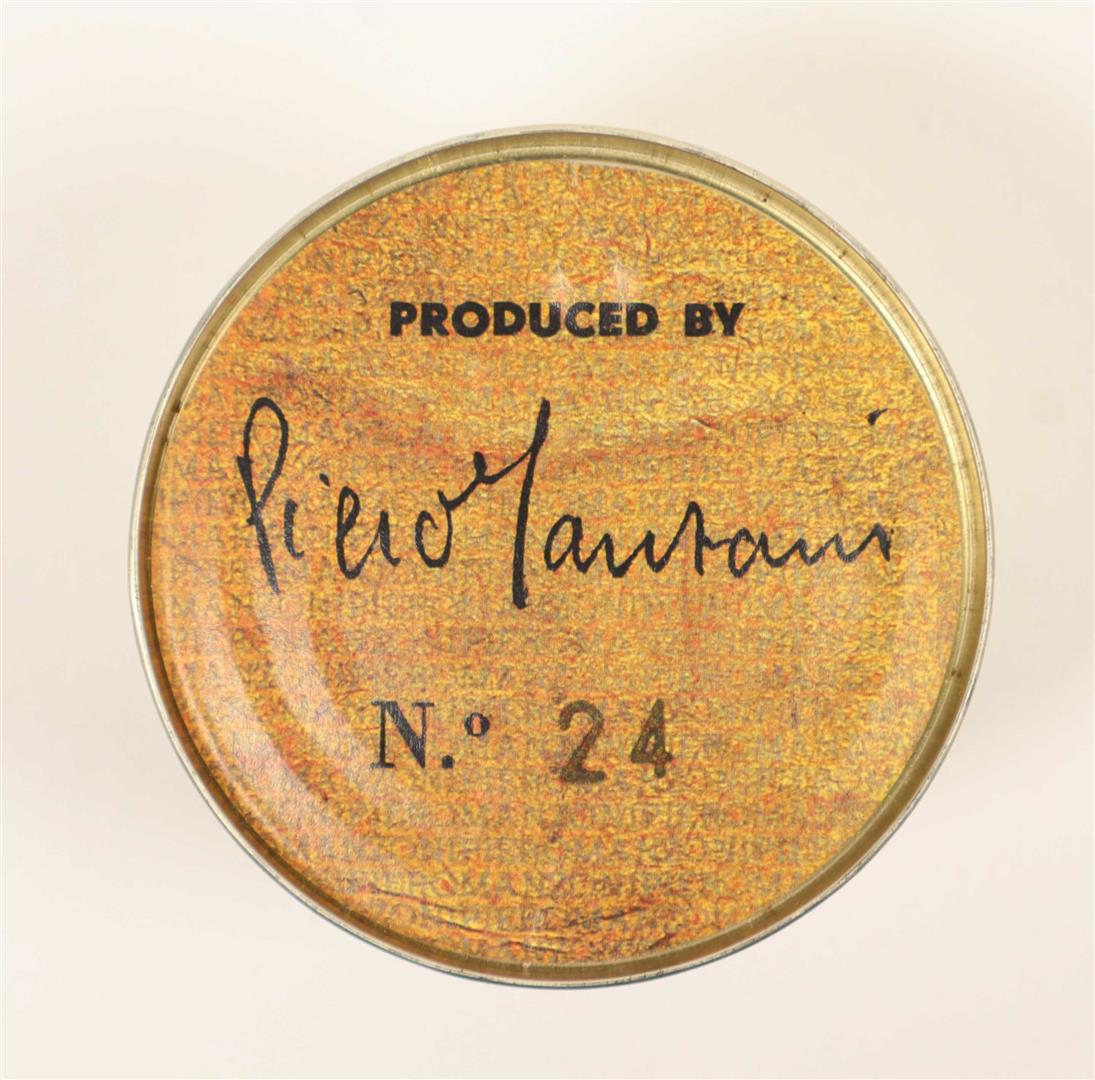 PRODUCED BY
Piero Manzoni
N.º 24